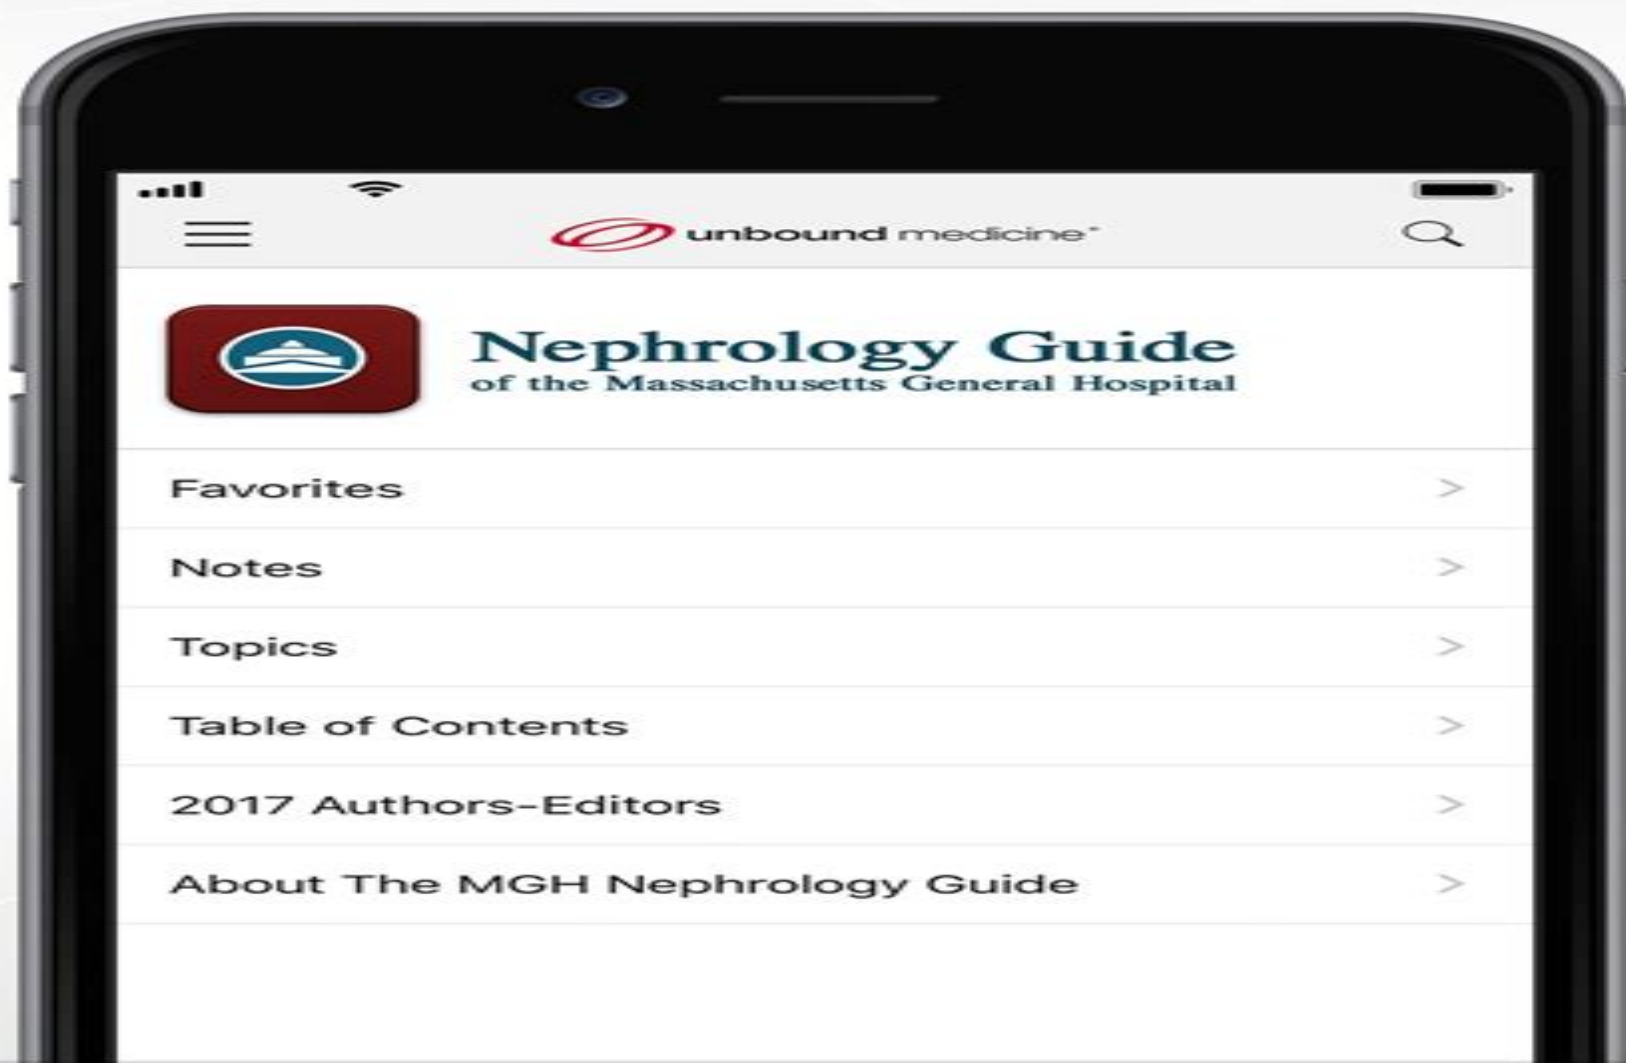 unbound medicine
Nephrology Guide
of the Massachusetts General Hospital
Favorites
Notes
Topics
Table of Contents
2017 Authors-Editors
About The MGH Nephrology Guide